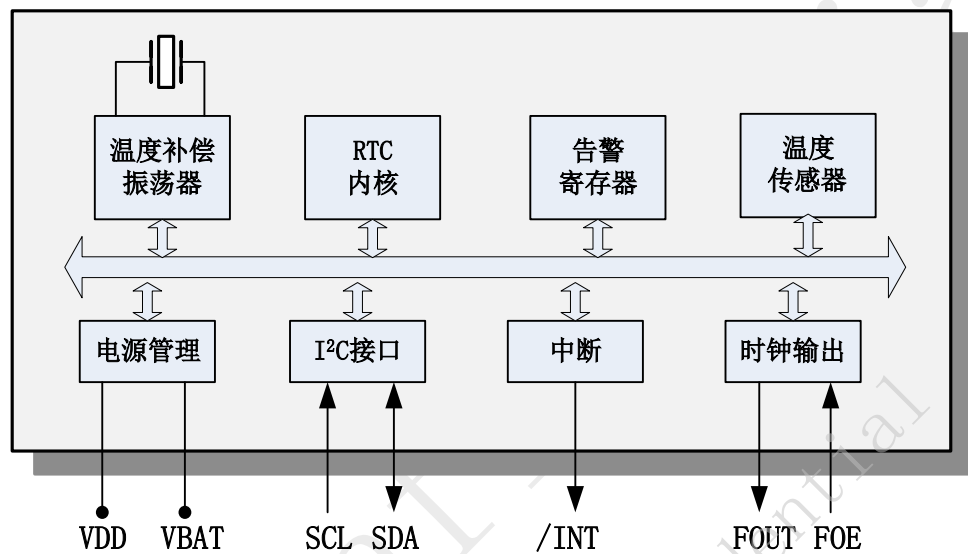 温度补偿
振荡器
RTC
内核
告警
寄存器
温度
传感器
电源管理
I²C接口
中断
时钟输出
VDD VBAT SCL SDA /INT FOUT FOE